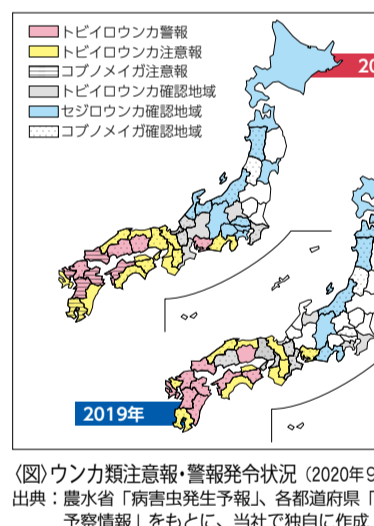 トビイロウンカ警報
トビイロウンカ注意報
コブノメイガ注意報
トビイロウンカ確認地域
セジロウンカ確認地域
コブノメイガ確認地域
20
2019年
〈図〉ウンカ類注意報・警報発令状況（2020年9
出典：農水省「病害虫発生予報」、各都道府県「
予察情報」をもとに、当社で独自に作成